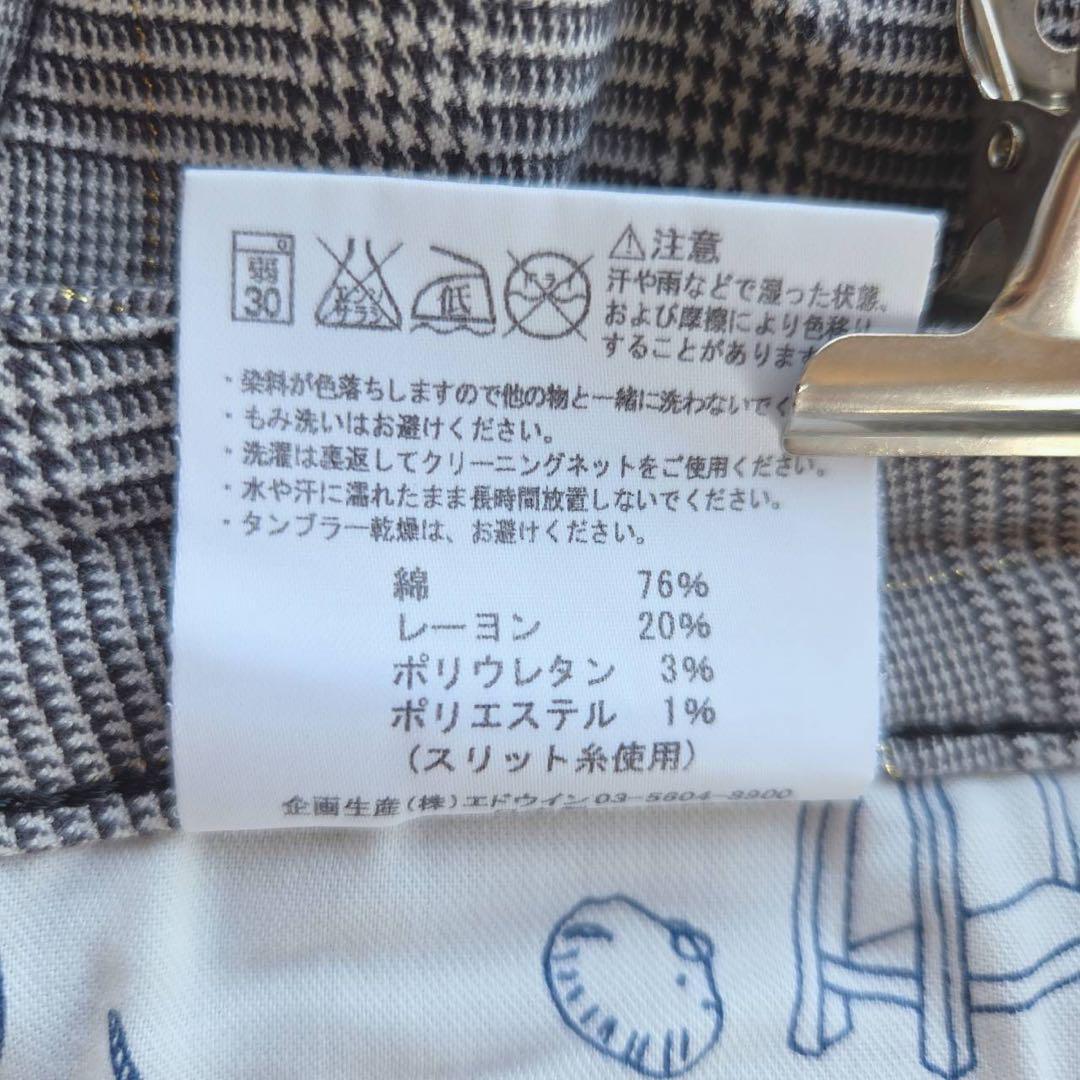 弱
30
エンソ
サラシ
低
ドライ
⚠注意
汗や雨などで湿った状態、
および摩擦により色移り
することがあります
・染料が色落ちしますので他の物と一緒に洗わないでく
もみ洗いはお避けください。
・洗濯は裏返してクリーニングネットをご使用ください。
・水や汗に濡れたまま長時間放置しないでください。
・タンブラー乾燥は、お避けください。
綿 76%
レーヨン 20%
ポリウレタン 3%
ポリエステル 1%
(スリット糸使用)
企画生産(株)エドウイン03-5604-8900